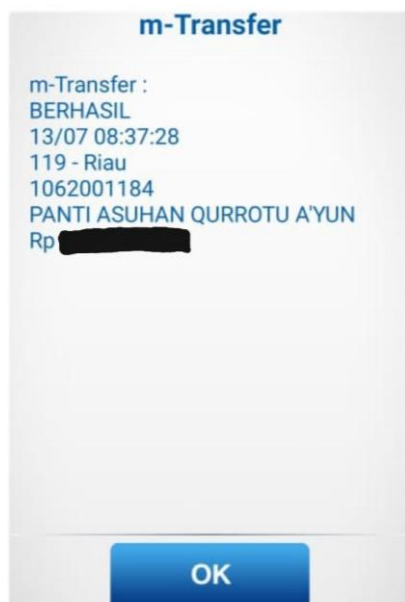 m-Transfer
m-Transfer :
BERHASIL
13/07 08:37:28
119 - Riau
1062001184
PANTI ASUHAN QURROTU A'YUN
Rp
OK